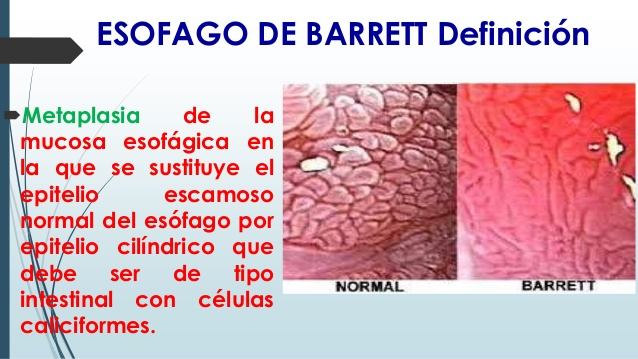 ESOFAGO DE BARRETT Definición
Metaplasia de la
mucosa esofágica en
la que se sustituye el
epitelio escamoso
normal del esófago por
epitelio cilíndrico que
debe ser de tipo
intestinal con células
caliciformes.
NORMAL
BARRETT